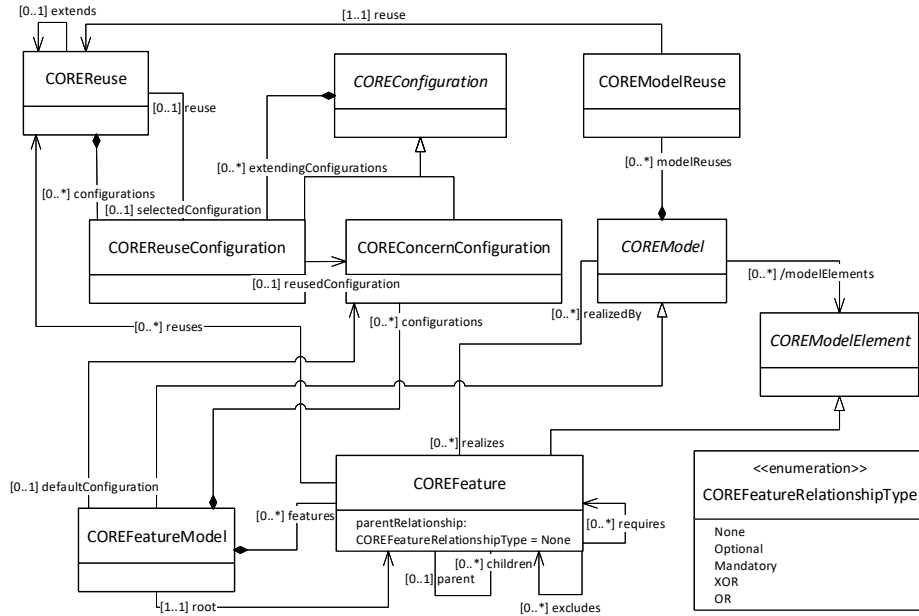 [0..1] extends
[1..1] reuse
COREReuse
COREConfiguration
COREModelReuse
[0..1] reuse
[0..*] extendingConfigurations
[0..*] modelReuses
[0..*] configurations
[0..1] selectedConfiguration
COREReuseConfiguration
COREConcernConfiguration
COREModel
[0..1] reusedConfiguration
[0..*] /modelElements
[0..*] reuses
[0..*] configurations
[0..*] realizedBy
COREModelElement
[0..*] realizes
[0..1] defaultConfiguration
COREFeature
<<enumeration>>
COREFeatureRelationshipType
None
Optional
Mandatory
XOR
OR
COREFeatureModel
[0..*] features
parentRelationship:
COREFeatureRelationshipType = None
[0..*] requires
[0..*] children
[0..1] parent
[1..1] root
[0..*] excludes